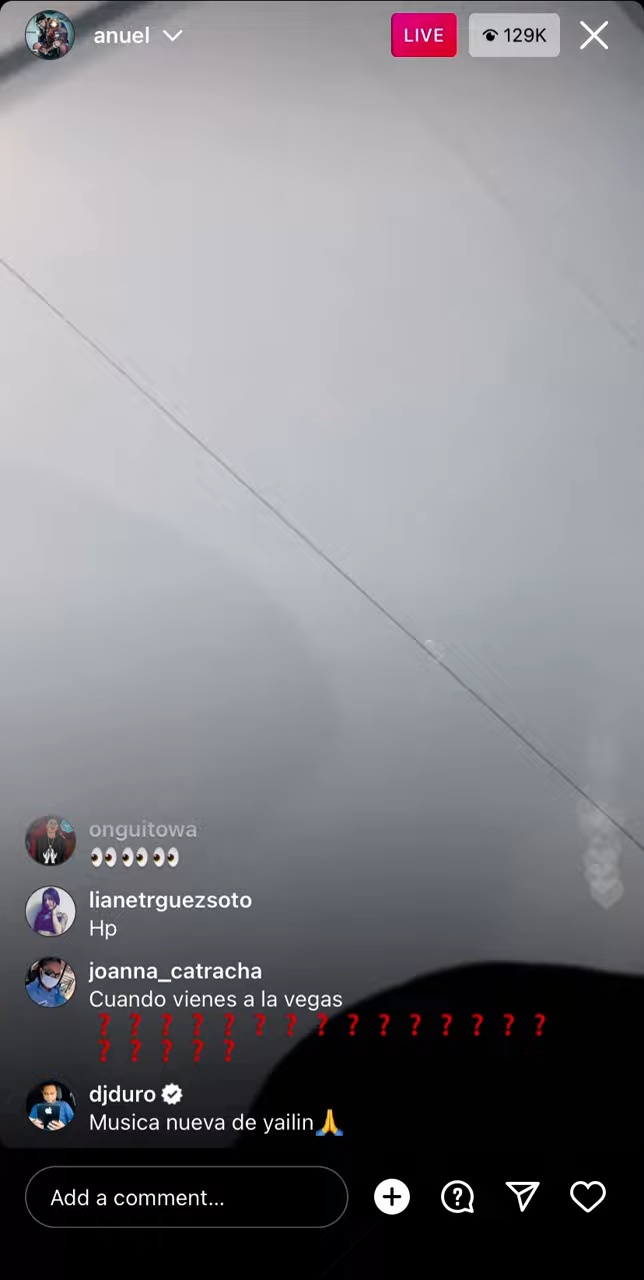 anuel
LIVE
129K
onguitowa
👀👀👀👀👀
lianetrguezsoto
Hp
joanna_catracha
Cuando vienes a la vegas
❓❓❓❓❓❓❓❓❓❓❓❓❓❓❓
❓❓❓❓❓
djduro
Musica nueva de yailin🙏
Add a comment...